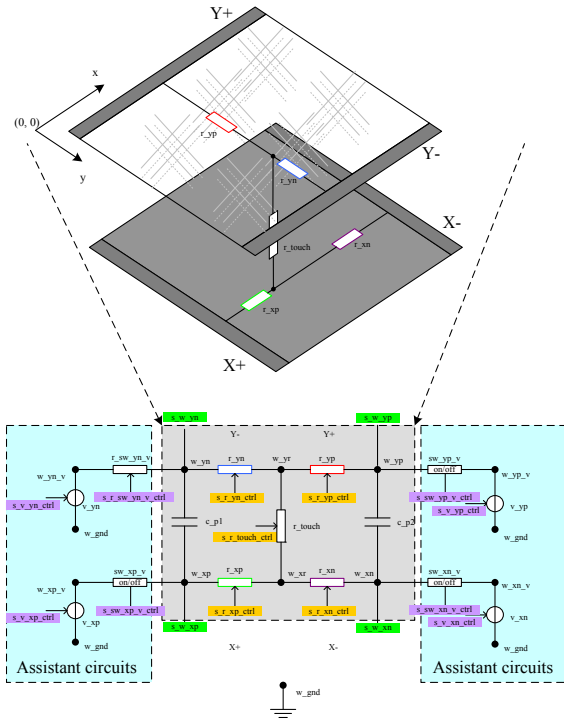 Y+
x
(0, 0)
r_yp
y
Y-
r_yn
X-
r_touch
r_xn
r_xp
X+
s_w_yn
s_w_yp
Y-
Y+
r_sw_yn_v
w_yn
r_yn
w_yr
r_yp
w_yp
sw_yp_v
w_yn_v
on/off
w_yp_v
s_r_sw_yn_v_ctrl
s_r_yn_ctrl
s_r_yp_ctrl
s_sw_yp_v_ctrl
s_v_yn_ctrl
v_yn
s_v_yp_ctrl
v_yp
c_p1
r_touch
c_p2
s_r_touch_ctrl
w_gnd
w_gnd
sw_xp_v
w_xp
r_xp
w_xr
r_xn
w_xn
sw_xn_v
w_xp_v
on/off
on/off
w_xn_v
s_sw_xp_v_ctrl
s_r_xp_ctrl
s_r_xn_ctrl
s_sw_xn_v_ctrl
s_v_xp_ctrl
v_xp
s_v_xn_ctrl
v_xn
s_w_xp
s_w_xn
w_gnd
X+
X-
w_gnd
Assistant circuits
Assistant circuits
w_gnd